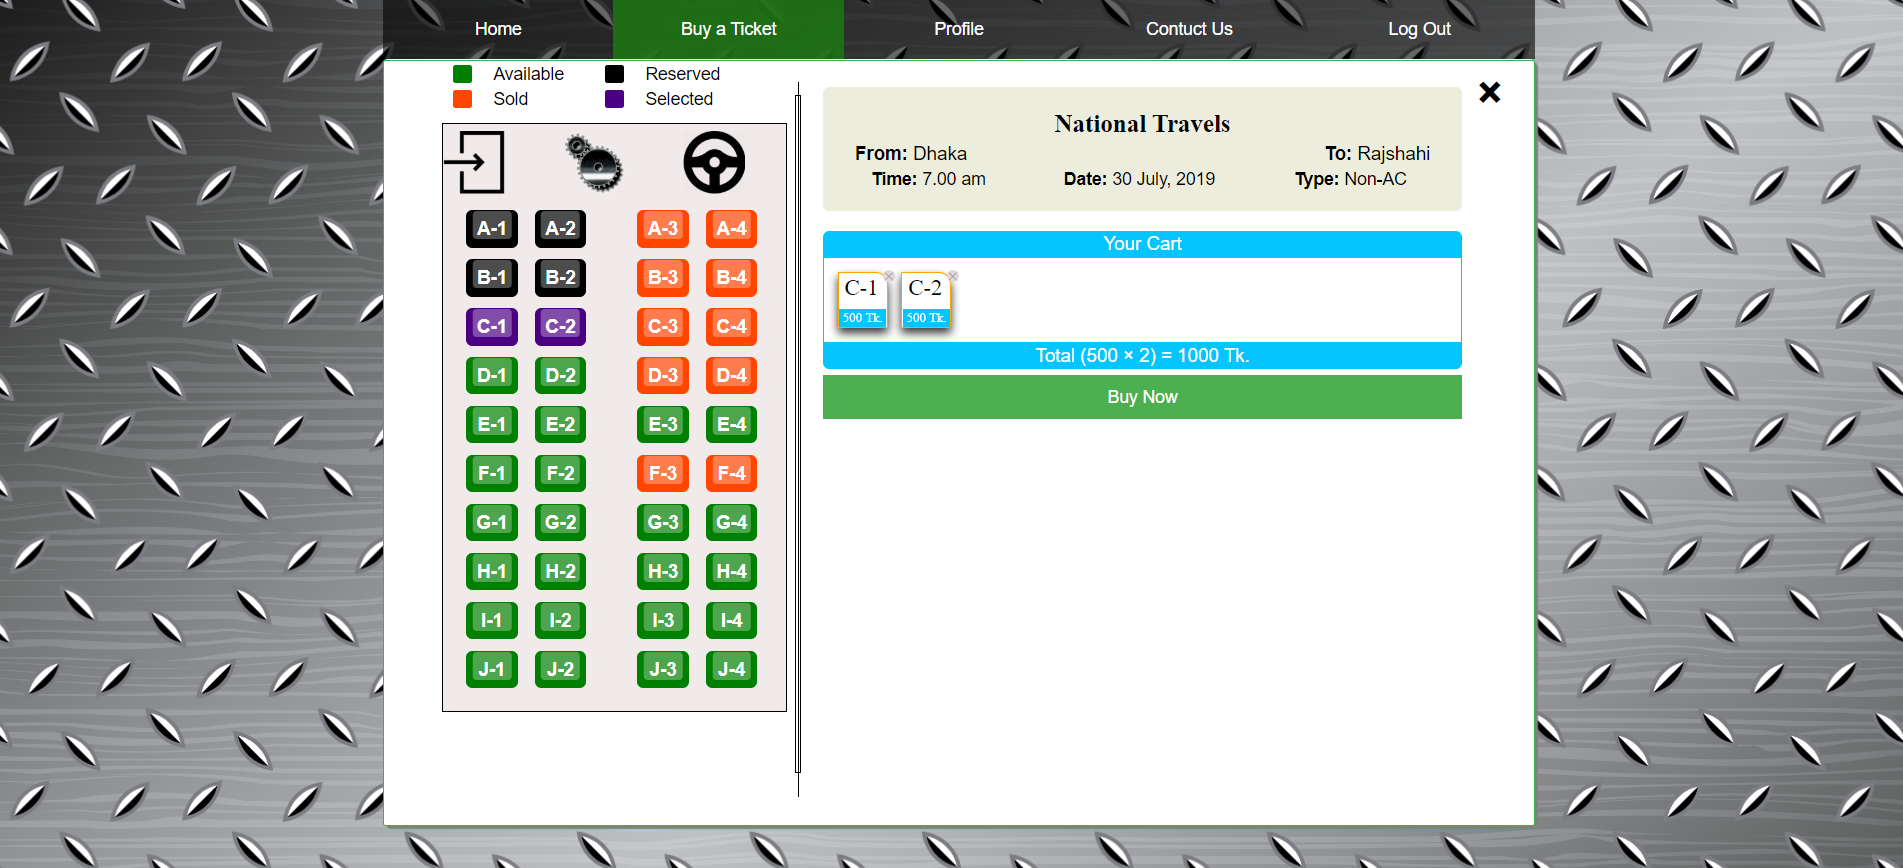 Home Buy a Ticket Profile Contuct Us Log Out
Available Reserved
Sold Selected
A-1 A-2 A-3 A-4
B-1 B-2 B-3 B-4
C-1 C-2 C-3 C-4
D-1 D-2 D-3 D-4
E-1 E-2 E-3 E-4
F-1 F-2 F-3 F-4
G-1 G-2 G-3 G-4
H-1 H-2 H-3 H-4
I-1 I-2 I-3 I-4
J-1 J-2 J-3 J-4
National Travels
From: Dhaka To: Rajshahi
Time: 7.00 am Date: 30 July, 2019 Type: Non-AC
Your Cart
C-1 C-2
500 Tk. 500 Tk.
Total (500 × 2) = 1000 Tk.
Buy Now